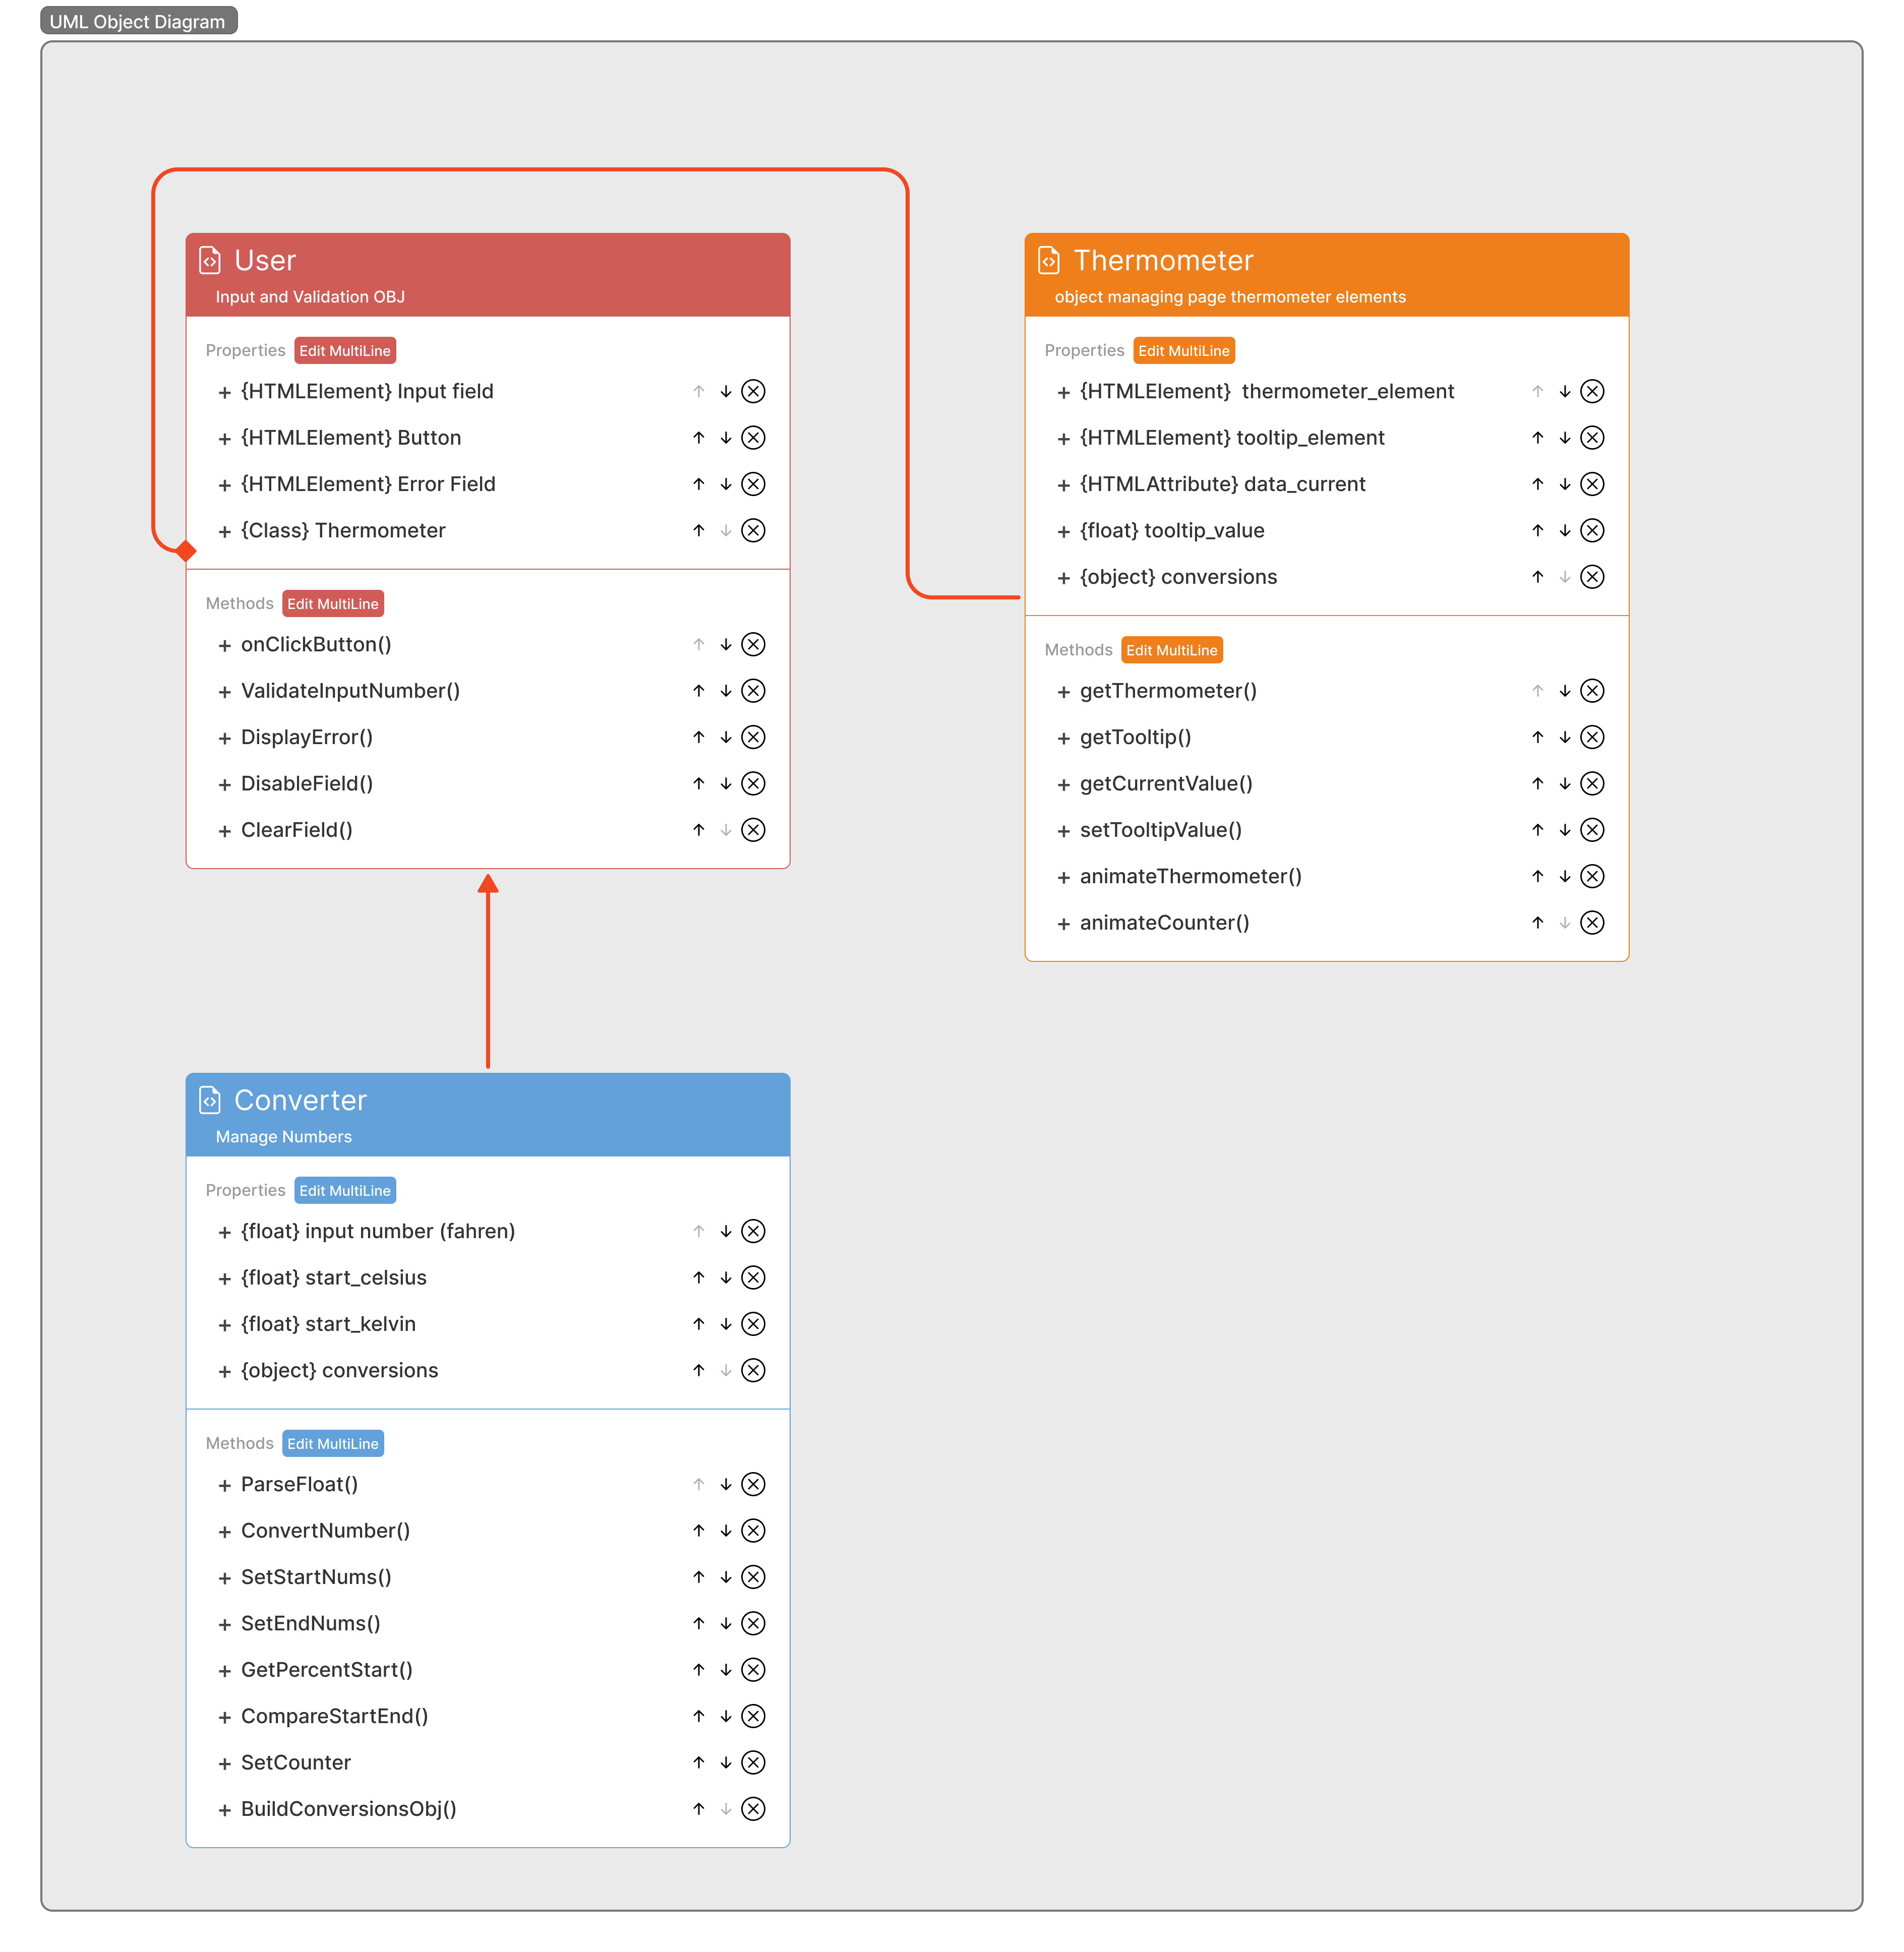 UML Object Diagram
User
Input and Validation OBJ
Properties Edit MultiLine
+ {HTMLElement} Input field
+ {HTMLElement} Button
+ {HTMLElement} Error Field
+ {Class} Thermometer
Methods Edit MultiLine
+ onClickButton()
+ ValidateInputNumber()
+ DisplayError()
+ DisableField()
+ ClearField()
Thermometer
object managing page thermometer elements
Properties Edit MultiLine
+ {HTMLElement}  thermometer_element
+ {HTMLElement} tooltip_element
+ {HTMLAttribute} data_current
+ {float} tooltip_value
+ {object} conversions
Methods Edit MultiLine
+ getThermometer()
+ getTooltip()
+ getCurrentValue()
+ setTooltipValue()
+ animateThermometer()
+ animateCounter()
Converter
Manage Numbers
Properties Edit MultiLine
+ {float} input number (fahren)
+ {float} start_celsius
+ {float} start_kelvin
+ {object} conversions
Methods Edit MultiLine
+ ParseFloat()
+ ConvertNumber()
+ SetStartNums()
+ SetEndNums()
+ GetPercentStart()
+ CompareStartEnd()
+ SetCounter
+ BuildConversionsObj()